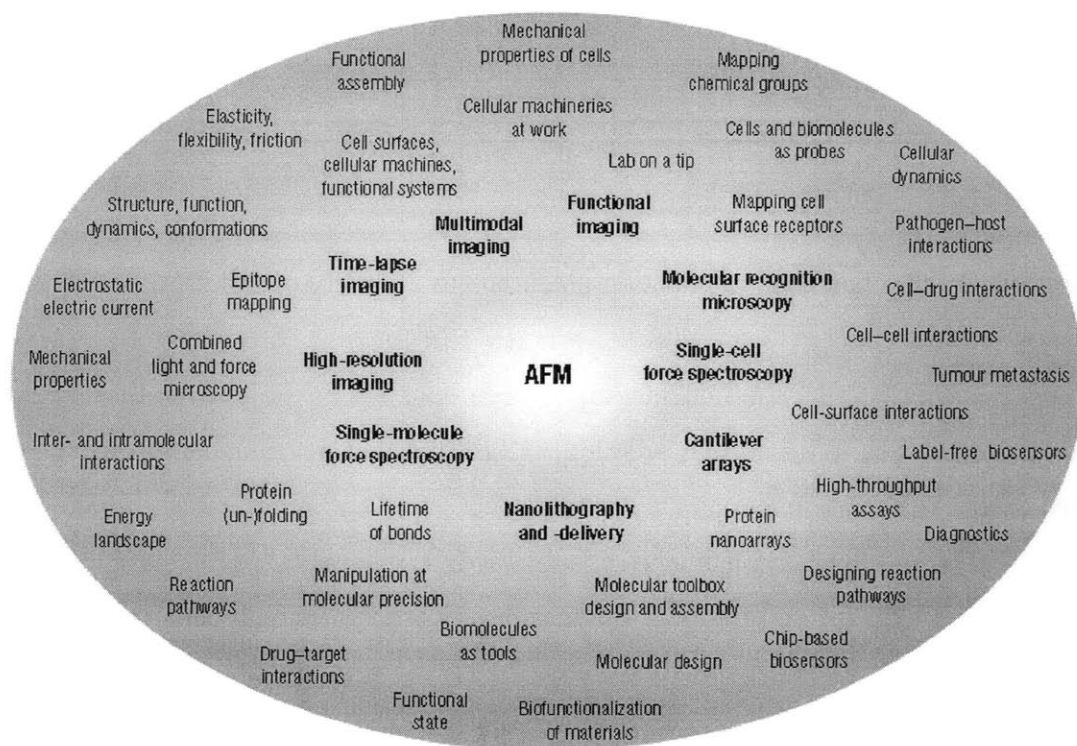 Mechanical
properties of cells
Functional
assembly
Mapping
chemical groups
Elasticity,
flexibility, friction
Cellular machineries
at work
Cell surfaces,
cellular machines,
functional systems
Lab on a tip
Cells and biomolecules
as probes
Cellular
dynamics
Structure, function,
dynamics, conformations
Multimodal
imaging
Functional
imaging
Mapping cell
surface receptors
Pathogen–host
interactions
Electrostatic
electric current
Epitope
mapping
Time-lapse
imaging
Molecular recognition
microscopy
Cell–drug interactions
Mechanical
properties
Combined
light and force
microscopy
High-resolution
imaging
AFM
Single-cell
force spectroscopy
Cell–cell interactions
Tumour metastasis
Inter- and intramolecular
interactions
Single-molecule
force spectroscopy
Cantilever
arrays
Cell-surface interactions
Label-free biosensors
Energy
landscape
Protein
(un-)folding
Lifetime
of bonds
Nanolithography
and -delivery
Protein
nanoarrays
High-throughput
assays
Diagnostics
Reaction
pathways
Manipulation at
molecular precision
Molecular toolbox
design and assembly
Designing reaction
pathways
Drug–target
interactions
Biomolecules
as tools
Molecular design
Chip-based
biosensors
Functional
state
Biofunctionalization
of materials